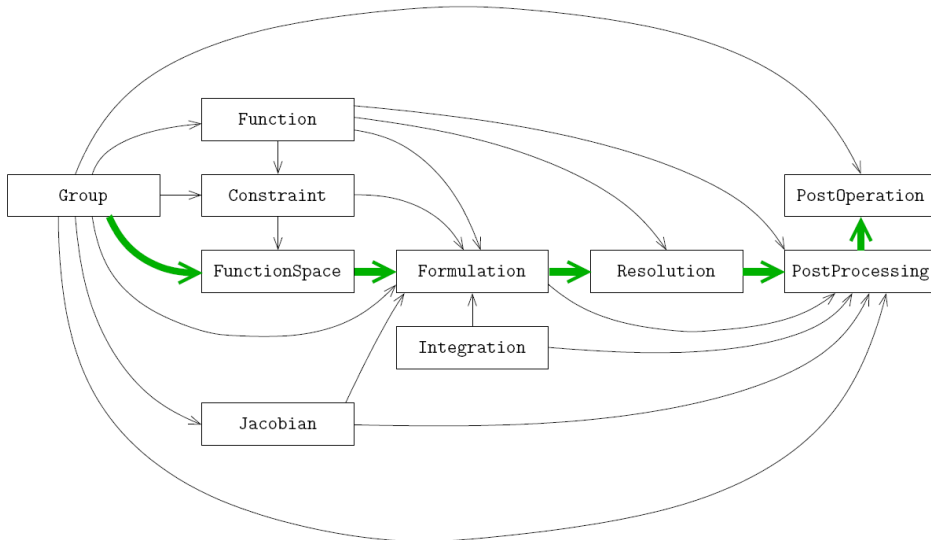 Function
Group
Constraint
PostOperation
FunctionSpace
Formulation
Resolution
PostProcessing
Integration
Jacobian